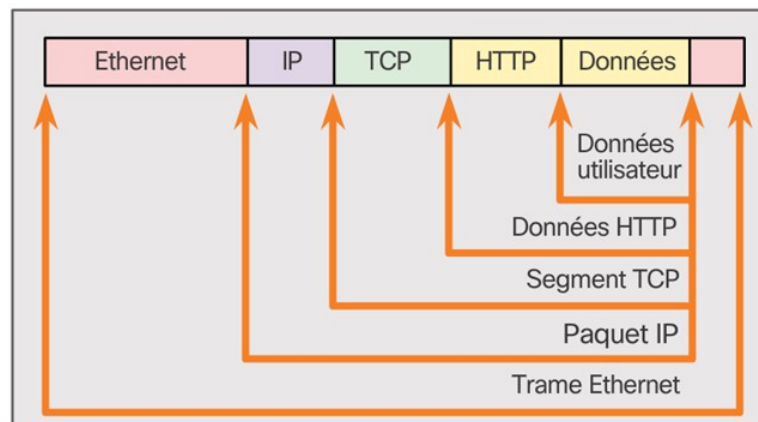 Ethernet IP TCP HTTP Données
Données
utilisateur
Données HTTP
Segment TCP
Paquet IP
Trame Ethernet